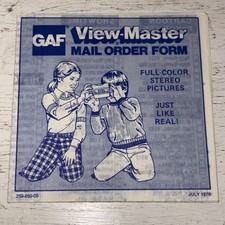 GAF View-Master
MAIL ORDER FORM
FULL-COLOR
STEREO
PICTURES
JUST
LIKE
REAL!
JULY 1978